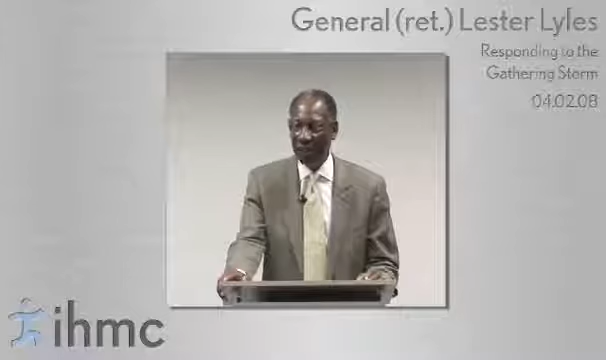 General (ret.) Lester Lyles
Responding to the
Gathering Storm
04.02.08
ihmc